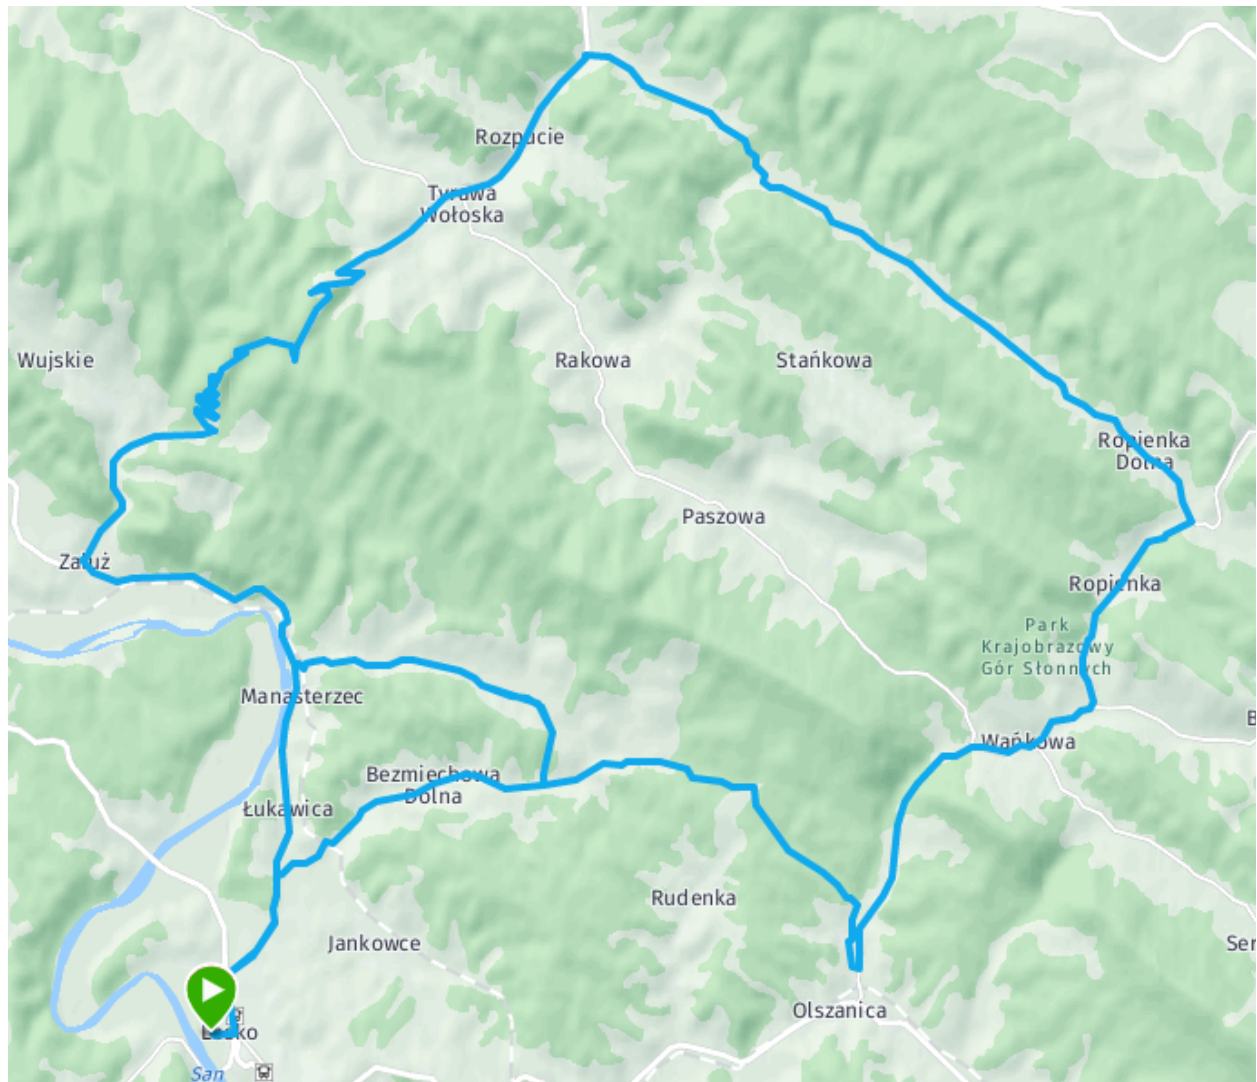 Rozpucie
Tyrawa
Wołoska
Wujskie
Rakowa
Stańkowa
Ropienka
Dolna
Paszowa
Załuż
Ropienka
Park
Krajobrazowy
Gór Słonnych
Manasterzec
B
Wańkowa
Bezmiechowa
Dolna
Łukawica
Rudenka
Jankowce
Ser
Olszanica
Lesko
San